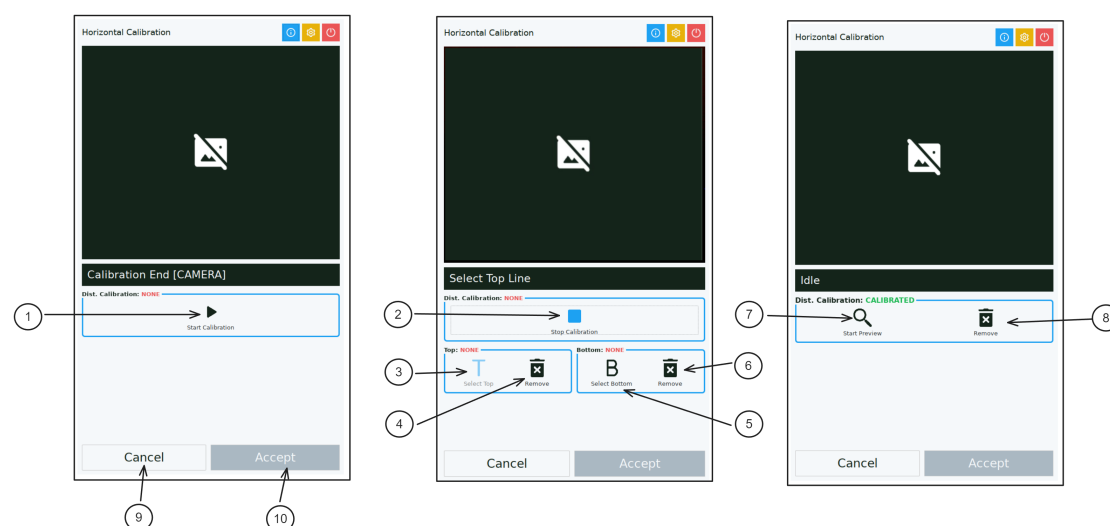 Horizontal Calibration
Calibration End [CAMERA]
Dist. Calibration: NONE
Start Calibration
Cancel
Accept
1
9
10
Horizontal Calibration
Select Top Line
Dist. Calibration: NONE
Stop Calibration
Top: NONE
T
Select Top
Remove
Bottom: NONE
B
Select Bottom
Remove
Cancel
Accept
2
3
4
5
6
Horizontal Calibration
Idle
Dist. Calibration: CALIBRATED
Start Preview
Remove
Cancel
Accept
7
8